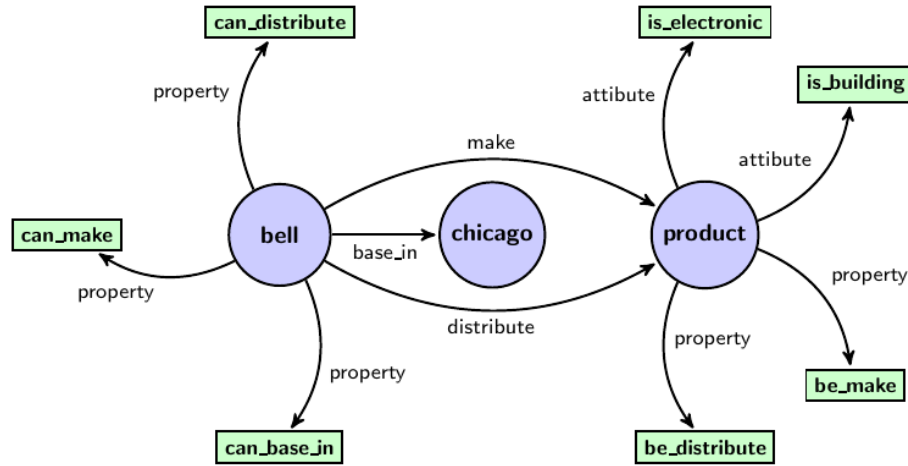 can_distribute
is_electronic
is_building
property
attibute
make
attibute
can_make
bell
chicago
product
base_in
property
property
distribute
property
property
be_make
can_base_in
be_distribute